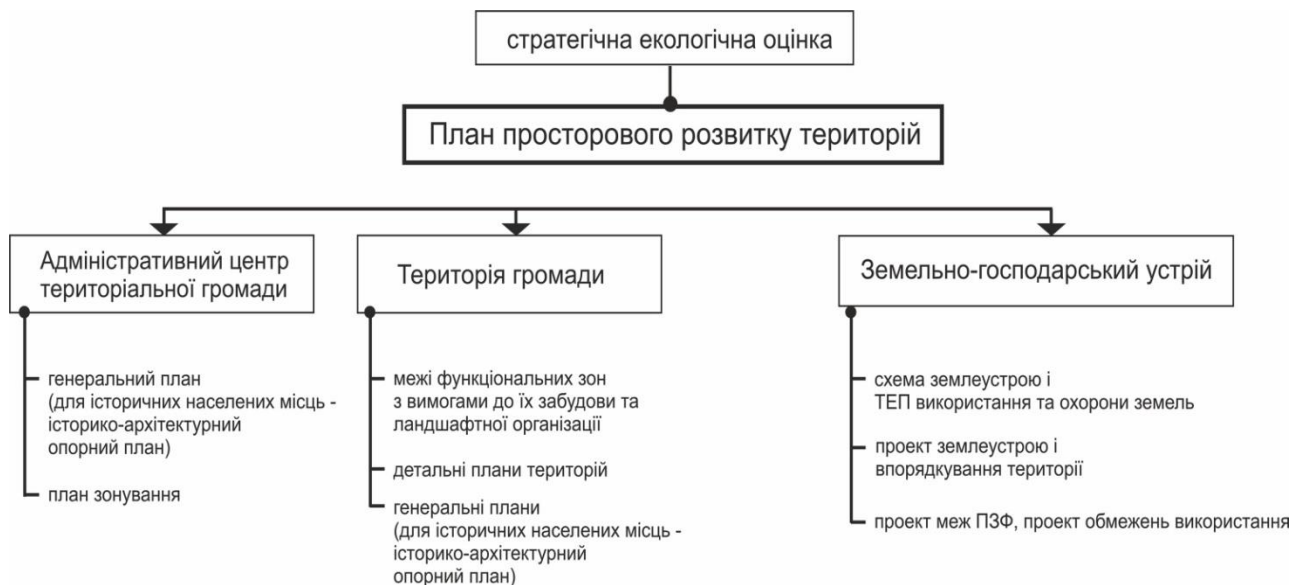 стратегічна екологічна оцінка
План просторового розвитку територій
Адміністративний центр
територіальної громади
генеральний план
(для історичних населених місць -
історико-архітектурний
опорний план)
план зонування
Територія громади
межі функціональних зон
з вимогами до їх забудови та
ландшафтної організації
детальні плани територій
генеральні плани
(для історичних населених місць -
історико-архітектурний
опорний план)
Земельно-господарський устрій
схема землеустрою і
ТЕП використання та охорони земель
проект землеустрою і
впорядкування території
проект меж ПЗФ, проект обмежень використання